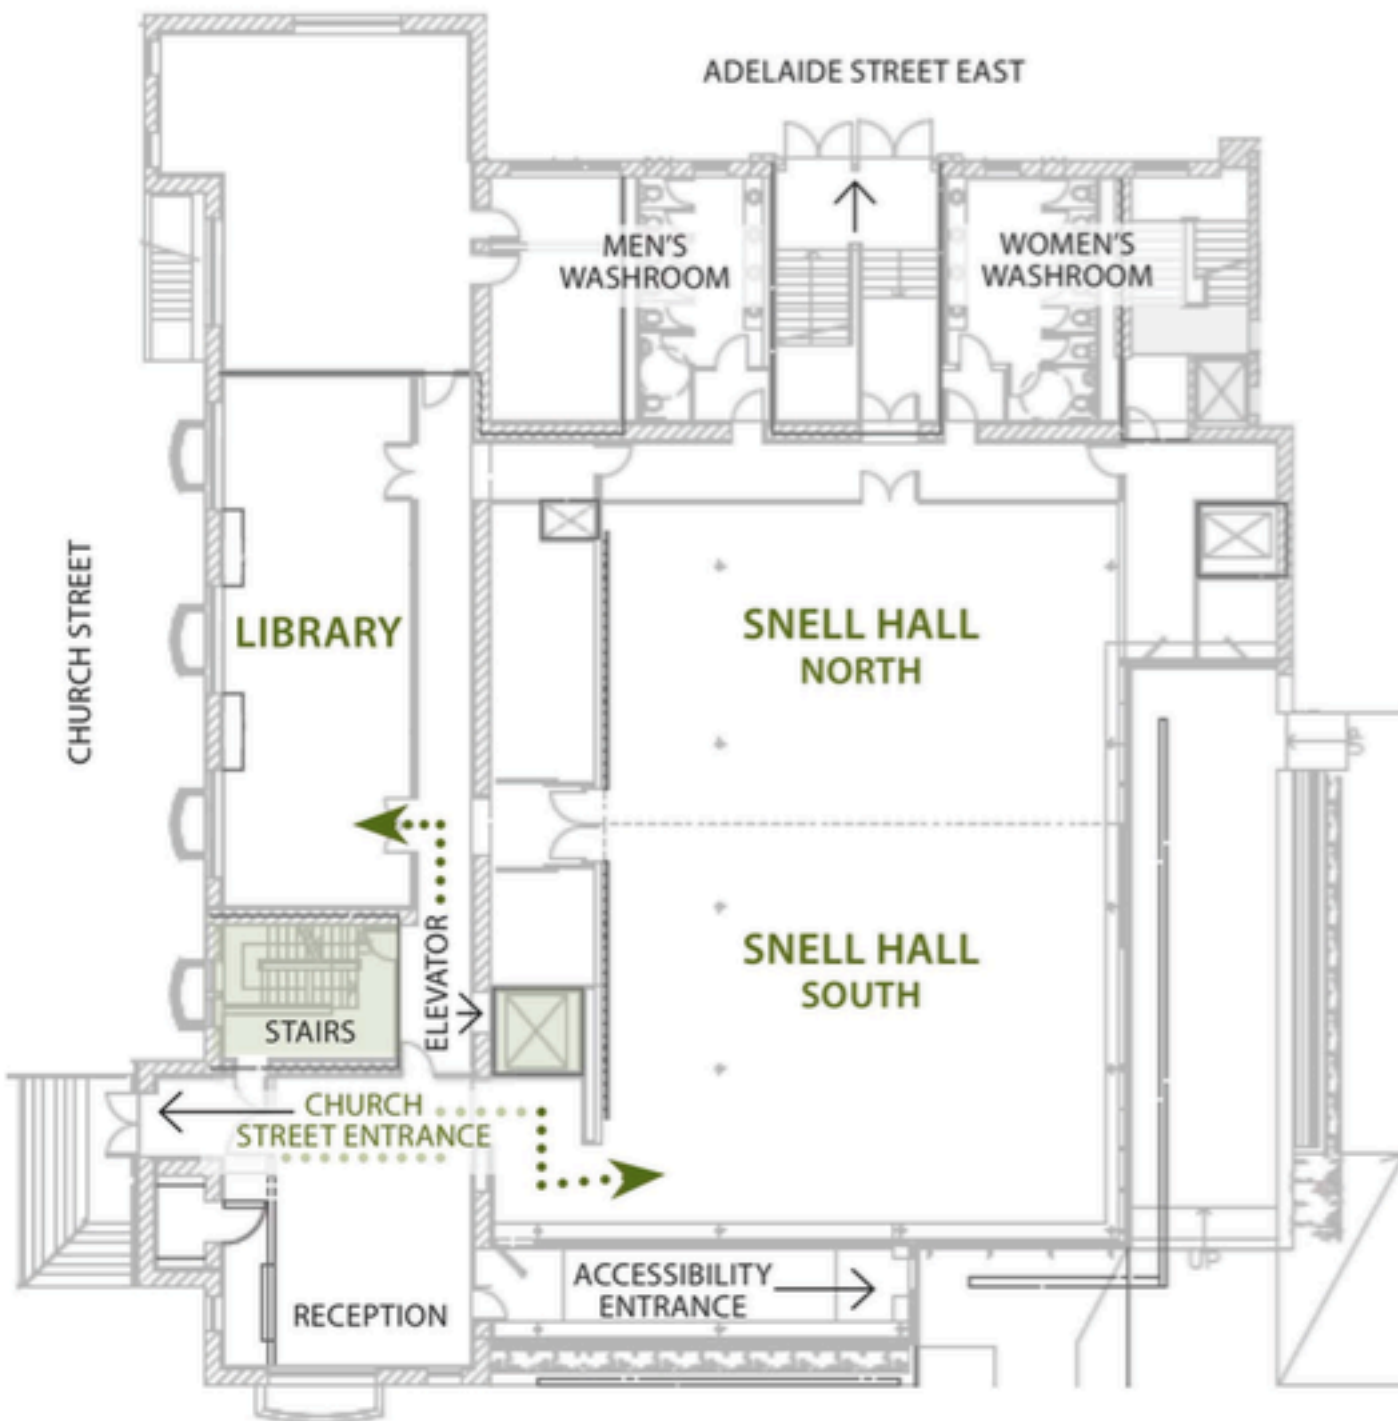 ADELAIDE STREET EAST
MEN'S
WASHROOM
WOMEN'S
WASHROOM
CHURCH STREET
LIBRARY
SNELL HALL
NORTH
UP
SNELL HALL
SOUTH
ELEVATOR
STAIRS
CHURCH
STREET ENTRANCE
UP
ACCESSIBILITY
ENTRANCE
RECEPTION